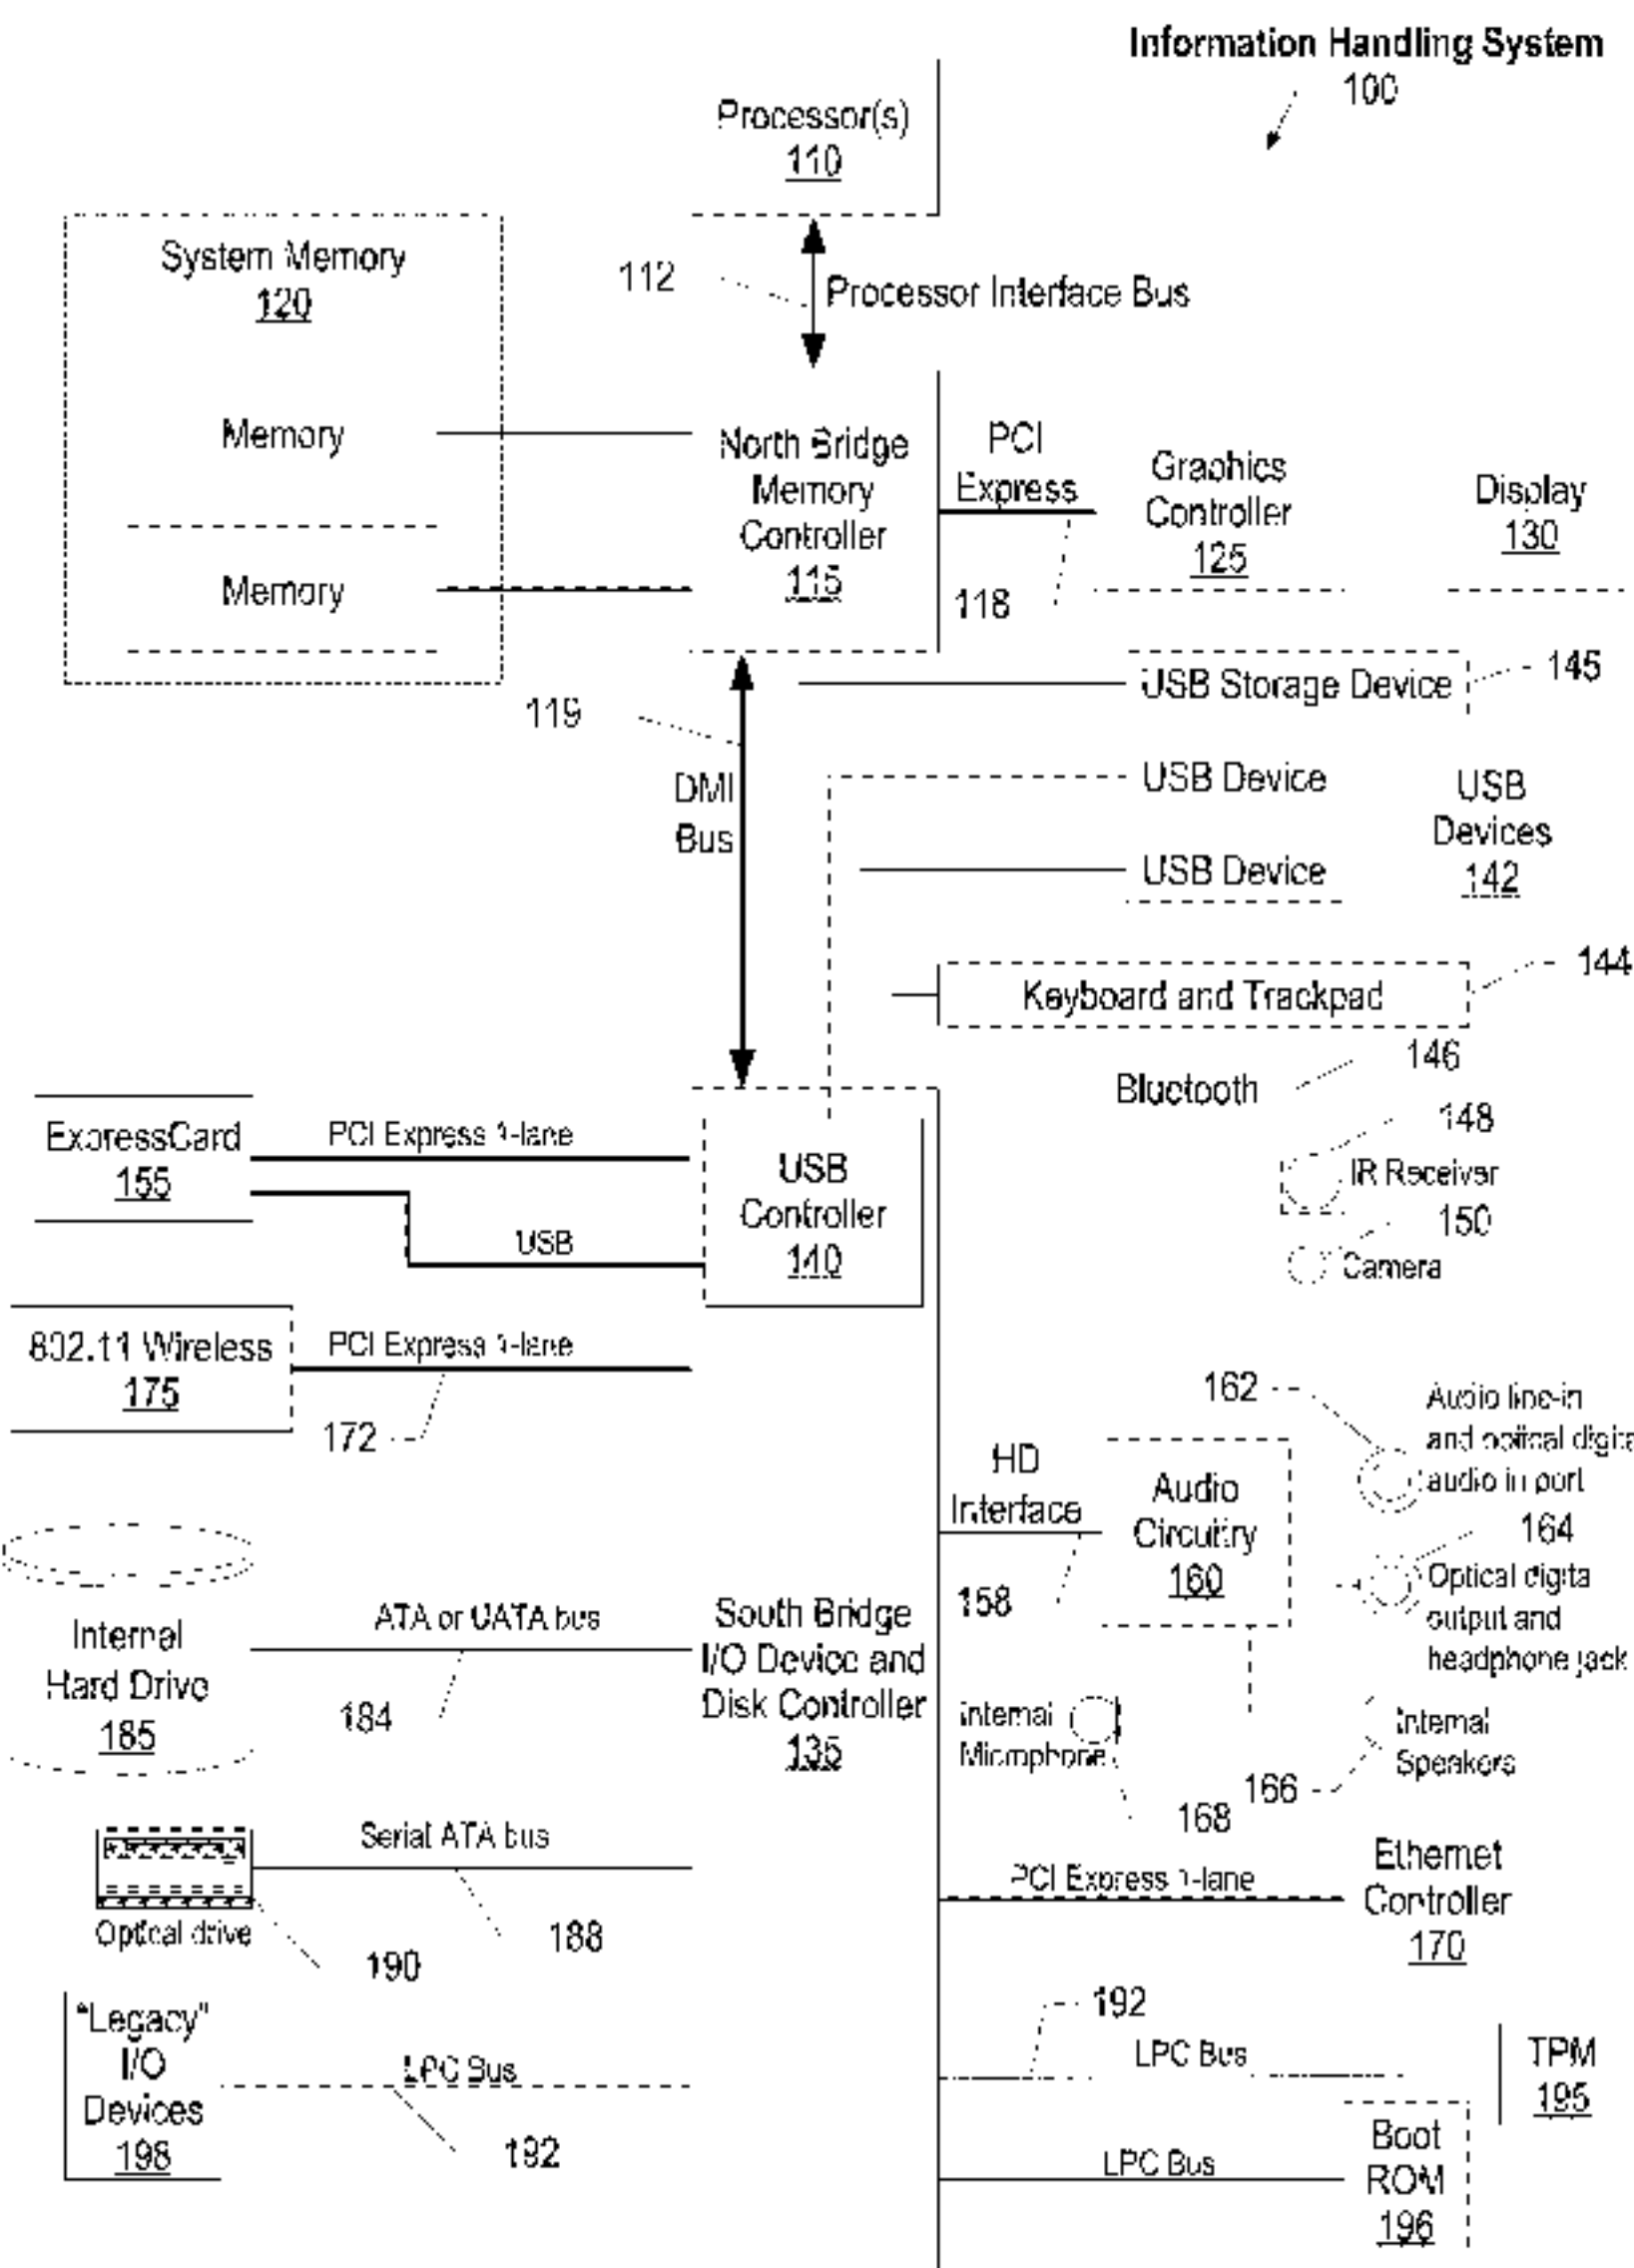 Information Handling System
100
Processor(s)
110
System Memory
120
112
Processor Interface Bus
Memory
Memory
North Bridge
Memory
Controller
115
PCI
Express
118
Graphics
Controller
125
Display
130
119
DMI
Bus
USB Storage Device
145
USB Device
USB Device
USB
Devices
142
Keyboard and Trackpad
144
Bluetooth
146
148
IR Receiver
150
Camera
ExpressCard
155
PCI Express 1-lane
USB
USB
Controller
140
802.11 Wireless
175
PCI Express 1-lane
172
HD
Interface
158
Audio
Circuitry
160
162
Audio line-in
and optical digita
audio in port
164
Optical digita
output and
headphone jack
Internal
Hard Drive
185
ATA or UATA bus
184
South Bridge
I/O Device and
Disk Controller
135
Internal
Microphone
168
166
Internal
Speakers
Optical drive
190
Serial ATA bus
188
PCI Express 1-lane
Ethernet
Controller
170
"Legacy"
I/O
Devices
198
LPC Bus
192
192
LPC Bus
TPM
195
LPC Bus
Boot
ROM
196